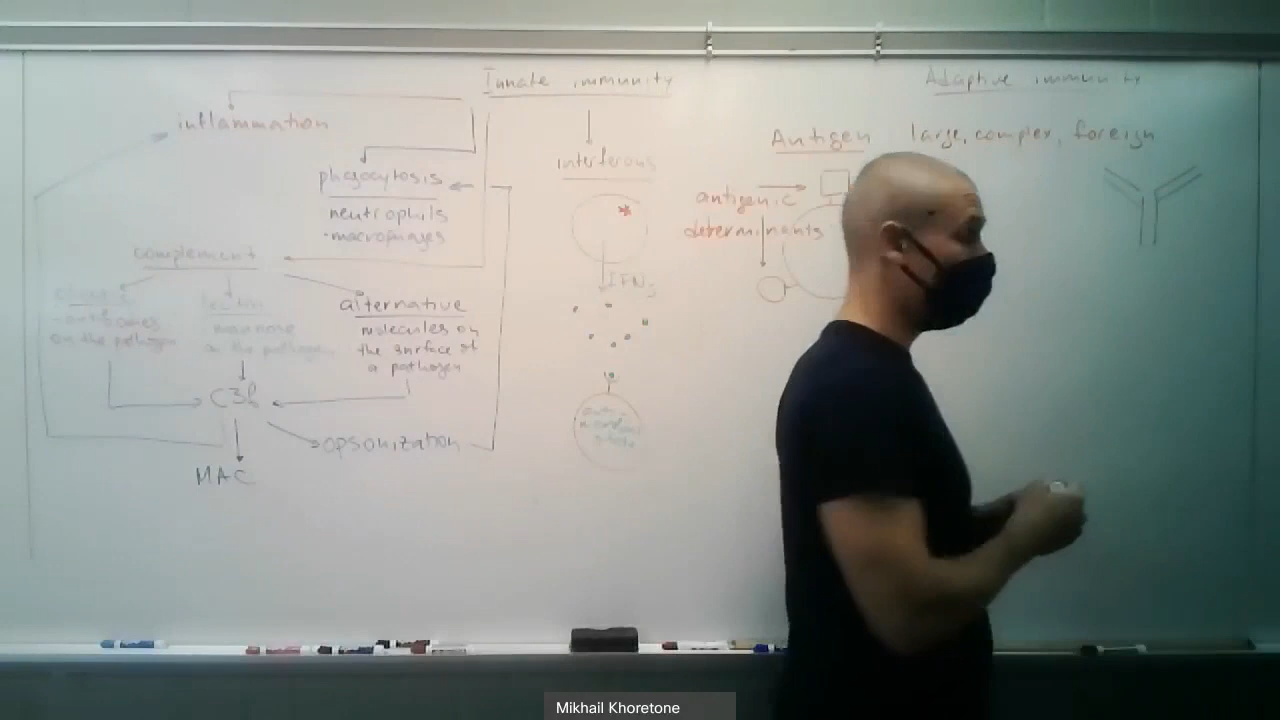 Innate immunity
Adaptive immunity
inflammation
Antigen large, complex, foreign
interferons
phagocytosis
neutrophils
macrophages
antigenic
determinants
complement
IFNs
alternative
molecules on
the surface of
a pathogen
mannose
on the pathogen
on the pathogen
C3b
opsonization
MAC
Mikhail Khoretone